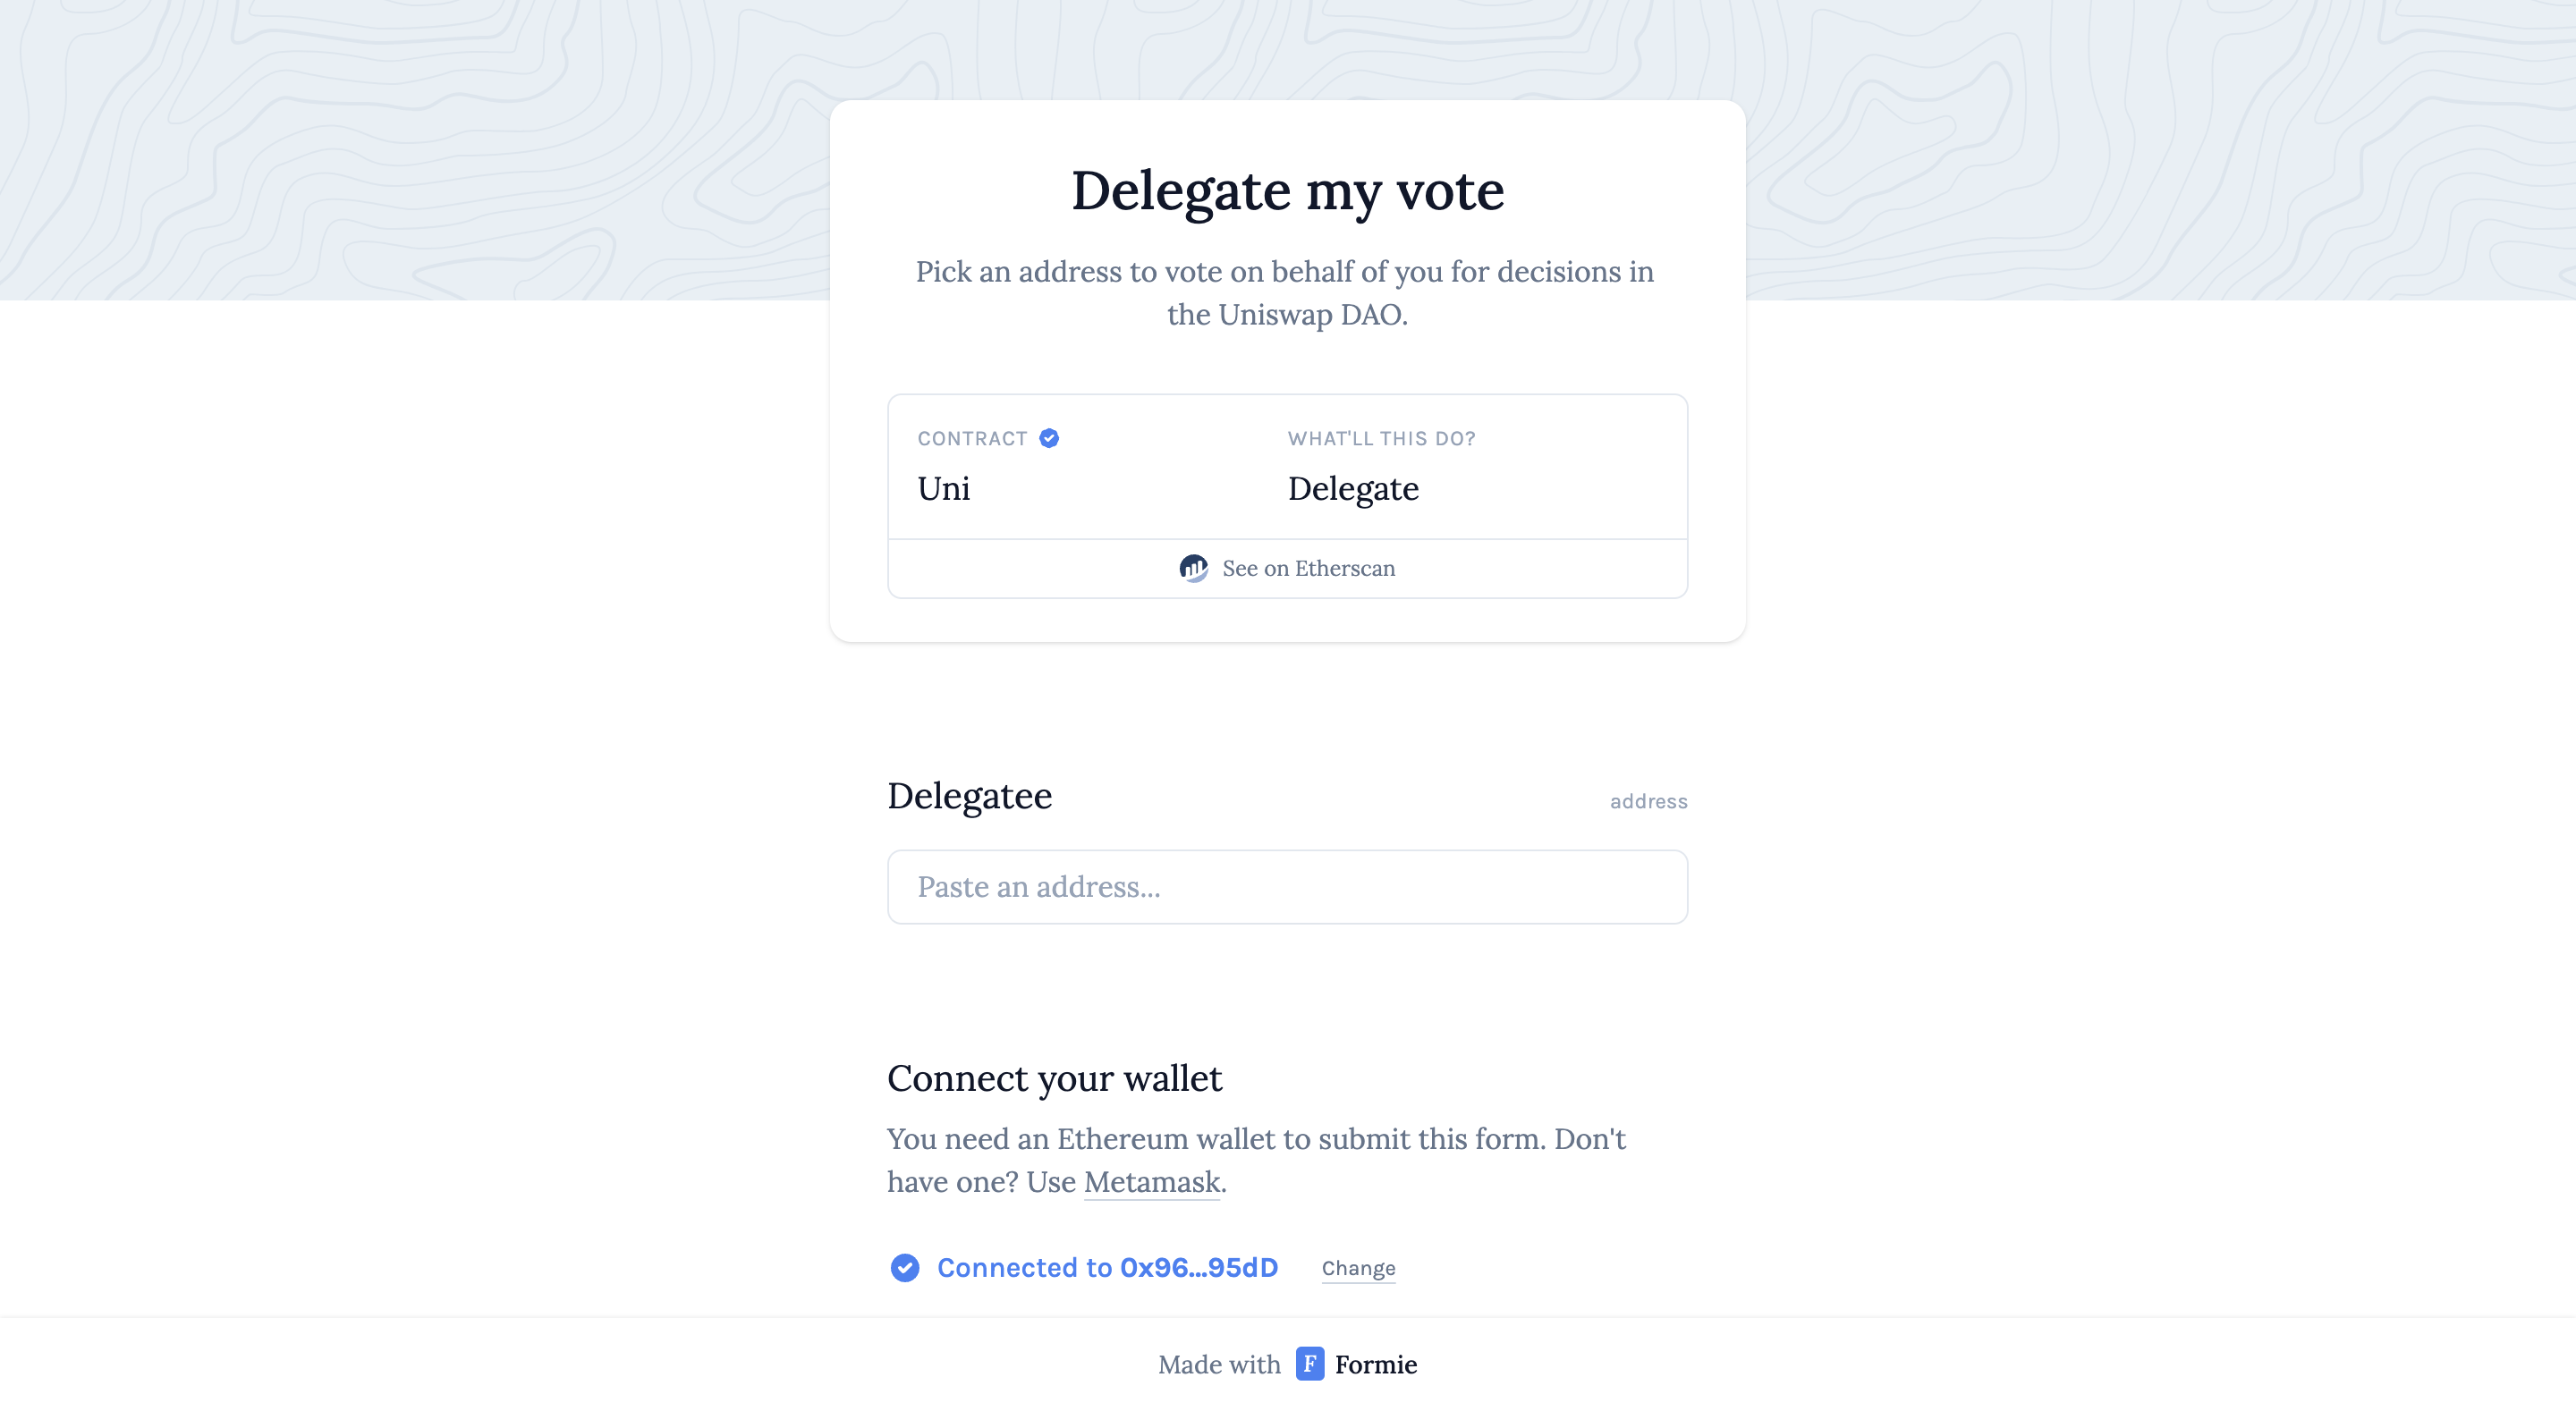 Delegate my vote
Pick an address to vote on behalf of you for decisions in
the Uniswap DAO.
CONTRACT
WHAT'LL THIS DO?
Uni
Delegate
See on Etherscan
Delegatee
address
Paste an address...
Connect your wallet
You need an Ethereum wallet to submit this form. Don't
have one? Use Metamask.
Connected to 0x96...95dD
Change
Made with F Formie